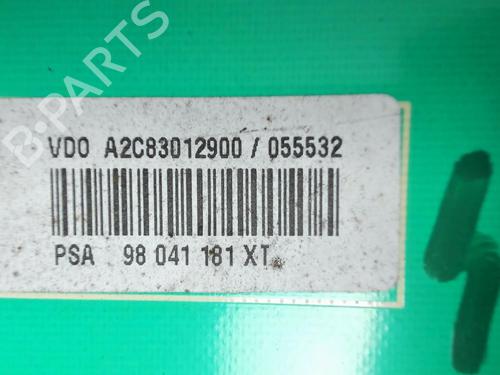 B-PARTS
VDO A2C83012900 / 055532
PSA 98 041 181 XT